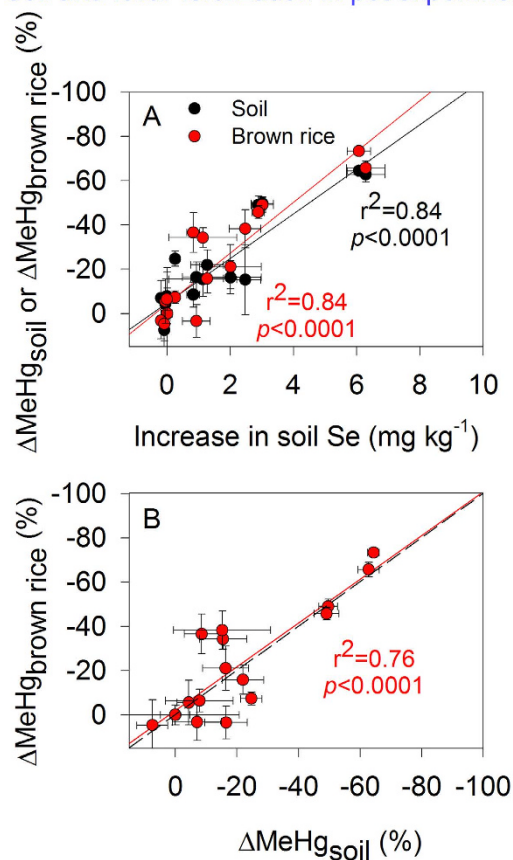 A
Soil
Brown rice
ΔMeHgsoil or ΔMeHgbrown rice (%)
-100
-80
-60
-40
-20
0
r²=0.84
p<0.0001
r²=0.84
p<0.0001
0 2 4 6 8 10
Increase in soil Se (mg kg⁻¹)
B
ΔMeHgbrown rice (%)
-100
-80
-60
-40
-20
0
r²=0.76
p<0.0001
0 -20 -40 -60 -80 -100
ΔMeHgsoil (%)